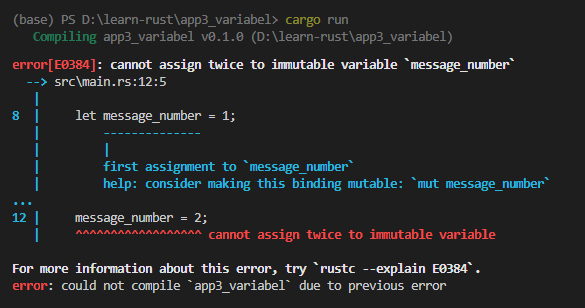 (base) PS D:\learn-rust\app3_variabel> cargo run
   Compiling app3_variabel v0.1.0 (D:\learn-rust\app3_variabel)
error[E0384]: cannot assign twice to immutable variable `message_number`
  --> src\main.rs:12:5
   |
8  |     let message_number = 1;
   |         --------------
   |         |
   |         first assignment to `message_number`
   |         help: consider making this binding mutable: `mut message_number`
...
12 |     message_number = 2;
   |     ^^^^^^^^^^^^^^^^^^ cannot assign twice to immutable variable
For more information about this error, try `rustc --explain E0384`.
error: could not compile `app3_variabel` due to previous error